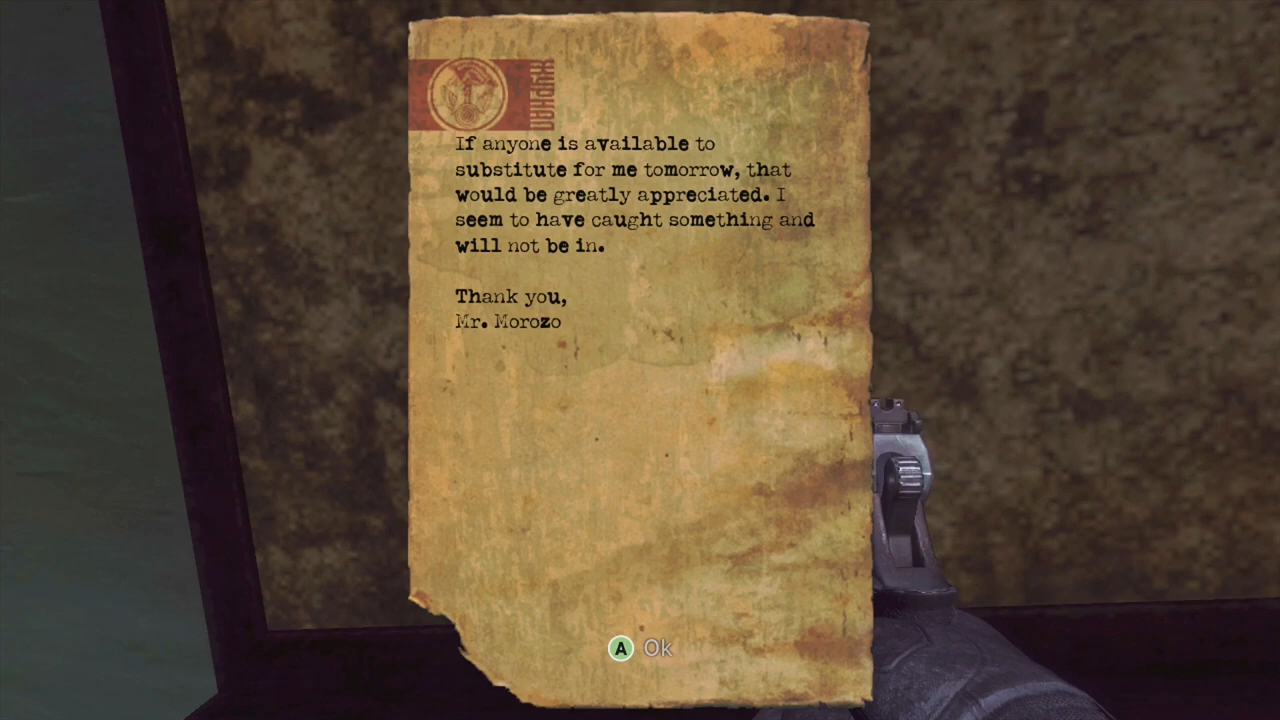 If anyone is available to
substitute for me tomorrow, that
would be greatly appreciated. I
seem to have caught something and
will not be in.
Thank you,
Mr. Morozo
A Ok